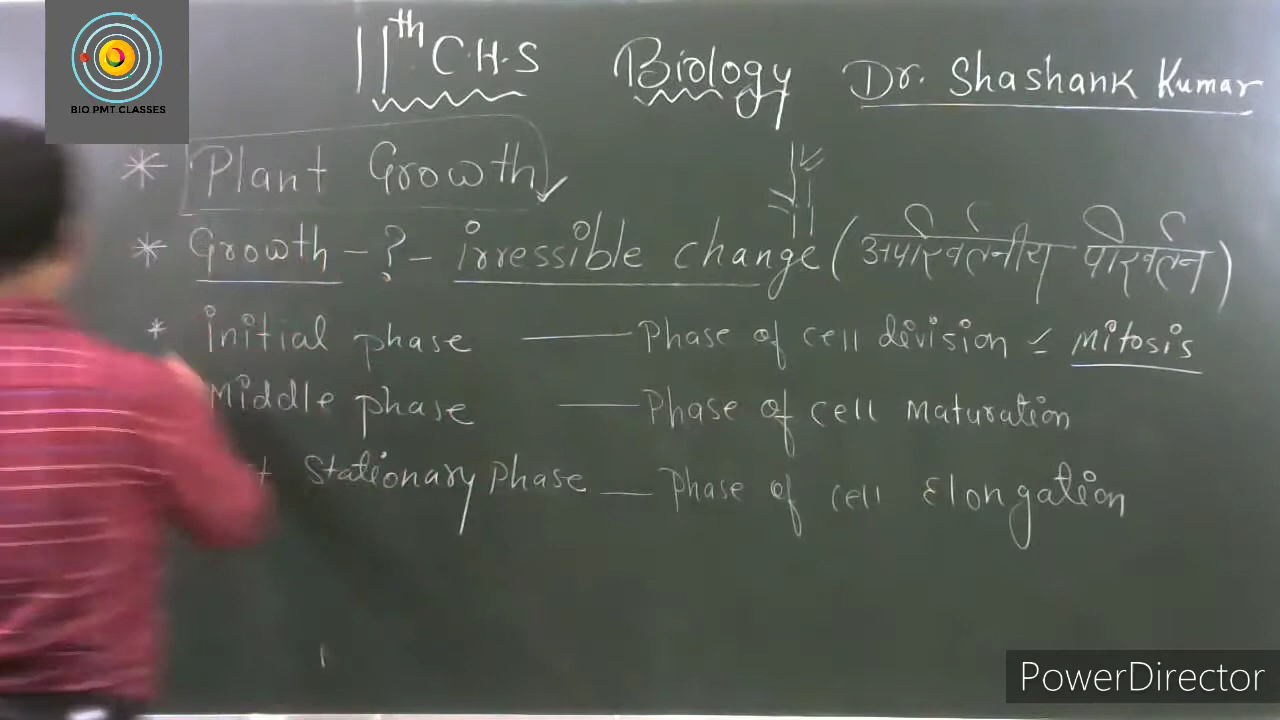 BIO PMT CLASSES
11th C.H.S Biology Dr. Shashank Kumar
* Plant Growth
* Growth - ? - irressible change (अपरिवर्तनीय परिवर्तन)
* initial phase — Phase of cell division ≤ mitosis
Middle phase — Phase of cell maturation
Stationary phase — Phase of cell Elongation
PowerDirector